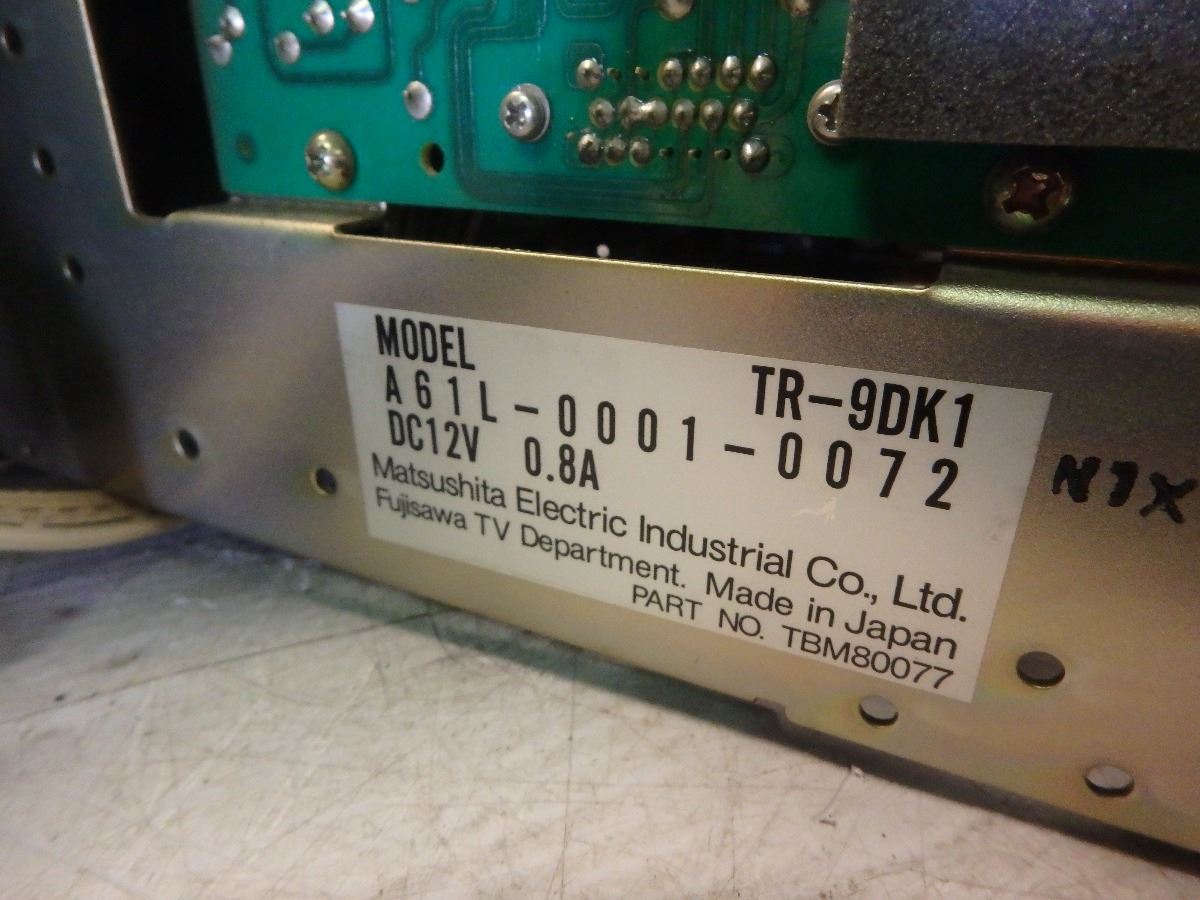 MODEL TR-9DK1
A61L-0001-0072
DC12V 0.8A
Matsushita Electric Industrial Co., Ltd.
Fujisawa TV Department. Made in Japan
PART NO. TBM80077